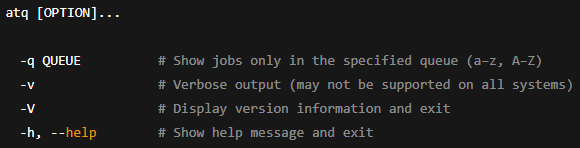 atq [OPTION]...
-q QUEUE # Show jobs only in the specified queue (a–z, A–Z)
-v # Verbose output (may not be supported on all systems)
-V # Display version information and exit
-h, --help # Show help message and exit